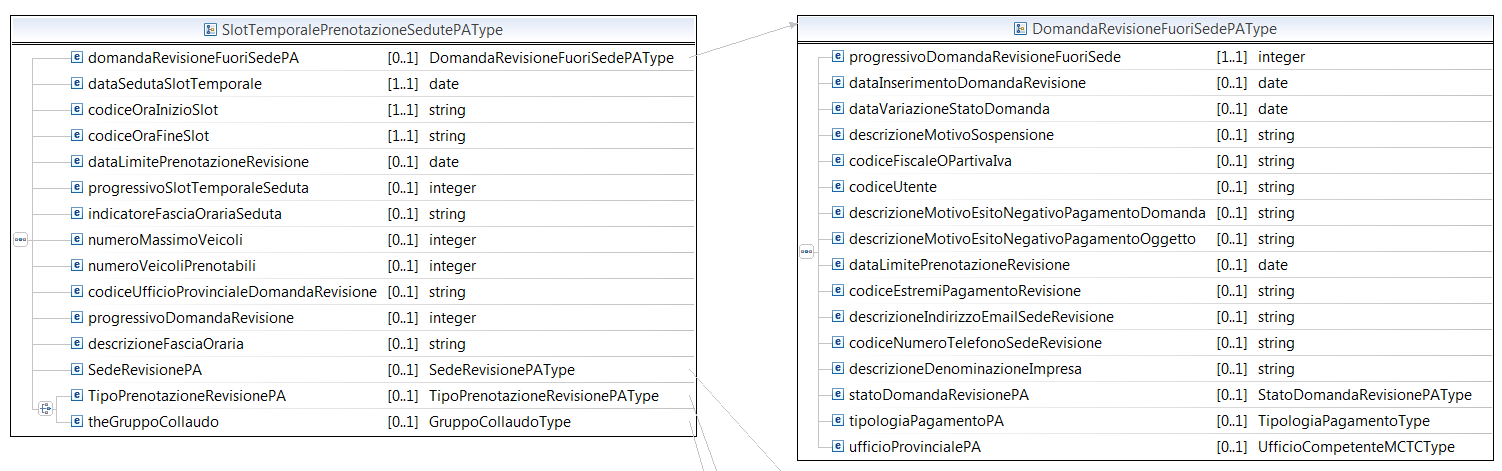 SlotTemporalePrenotazioneSedutePAType
domandaRevisioneFuoriSedePA [0..1] DomandaRevisioneFuoriSedePAType
dataSedutaSlotTemporale [1..1] date
codiceOraInizioSlot [1..1] string
codiceOraFineSlot [1..1] string
dataLimitePrenotazioneRevisione [0..1] date
progressivoSlotTemporaleSeduta [0..1] integer
indicatoreFasciaOrariaSeduta [0..1] string
numeroMassimoVeicoli [0..1] integer
numeroVeicoliPrenotabili [0..1] integer
codiceUfficioProvincialeDomandaRevisione [0..1] string
progressivoDomandaRevisione [0..1] integer
descrizioneFasciaOraria [0..1] string
SedeRevisionePA [0..1] SedeRevisionePAType
TipoPrenotazioneRevisionePA [0..1] TipoPrenotazioneRevisionePAType
theGruppoCollaudo [0..1] GruppoCollaudoType
DomandaRevisioneFuoriSedePAType
progressivoDomandaRevisioneFuoriSede [1..1] integer
dataInserimentoDomandaRevisione [0..1] date
dataVariazioneStatoDomanda [0..1] date
descrizioneMotivoSospensione [0..1] string
codiceFiscaleOPartivaIva [0..1] string
codiceUtente [0..1] string
descrizioneMotivoEsitoNegativoPagamentoDomanda [0..1] string
descrizioneMotivoEsitoNegativoPagamentoOggetto [0..1] string
dataLimitePrenotazioneRevisione [0..1] date
codiceEstremiPagamentoRevisione [0..1] string
descrizioneIndirizzoEmailSedeRevisione [0..1] string
codiceNumeroTelefonoSedeRevisione [0..1] string
descrizioneDenominazioneImpresa [0..1] string
statoDomandaRevisionePA [0..1] StatoDomandaRevisionePAType
tipologiaPagamentoPA [0..1] TipologiaPagamentoType
ufficioProvincialePA [0..1] UfficioCompetenteMCTCType